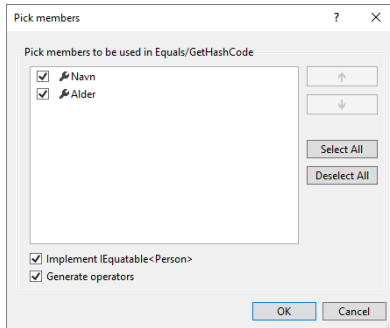 Pick members
?
Pick members to be used in Equals/GetHashCode
Navn
Alder
Select All
Deselect All
Implement IEquatable<Person>
Generate operators
OK
Cancel